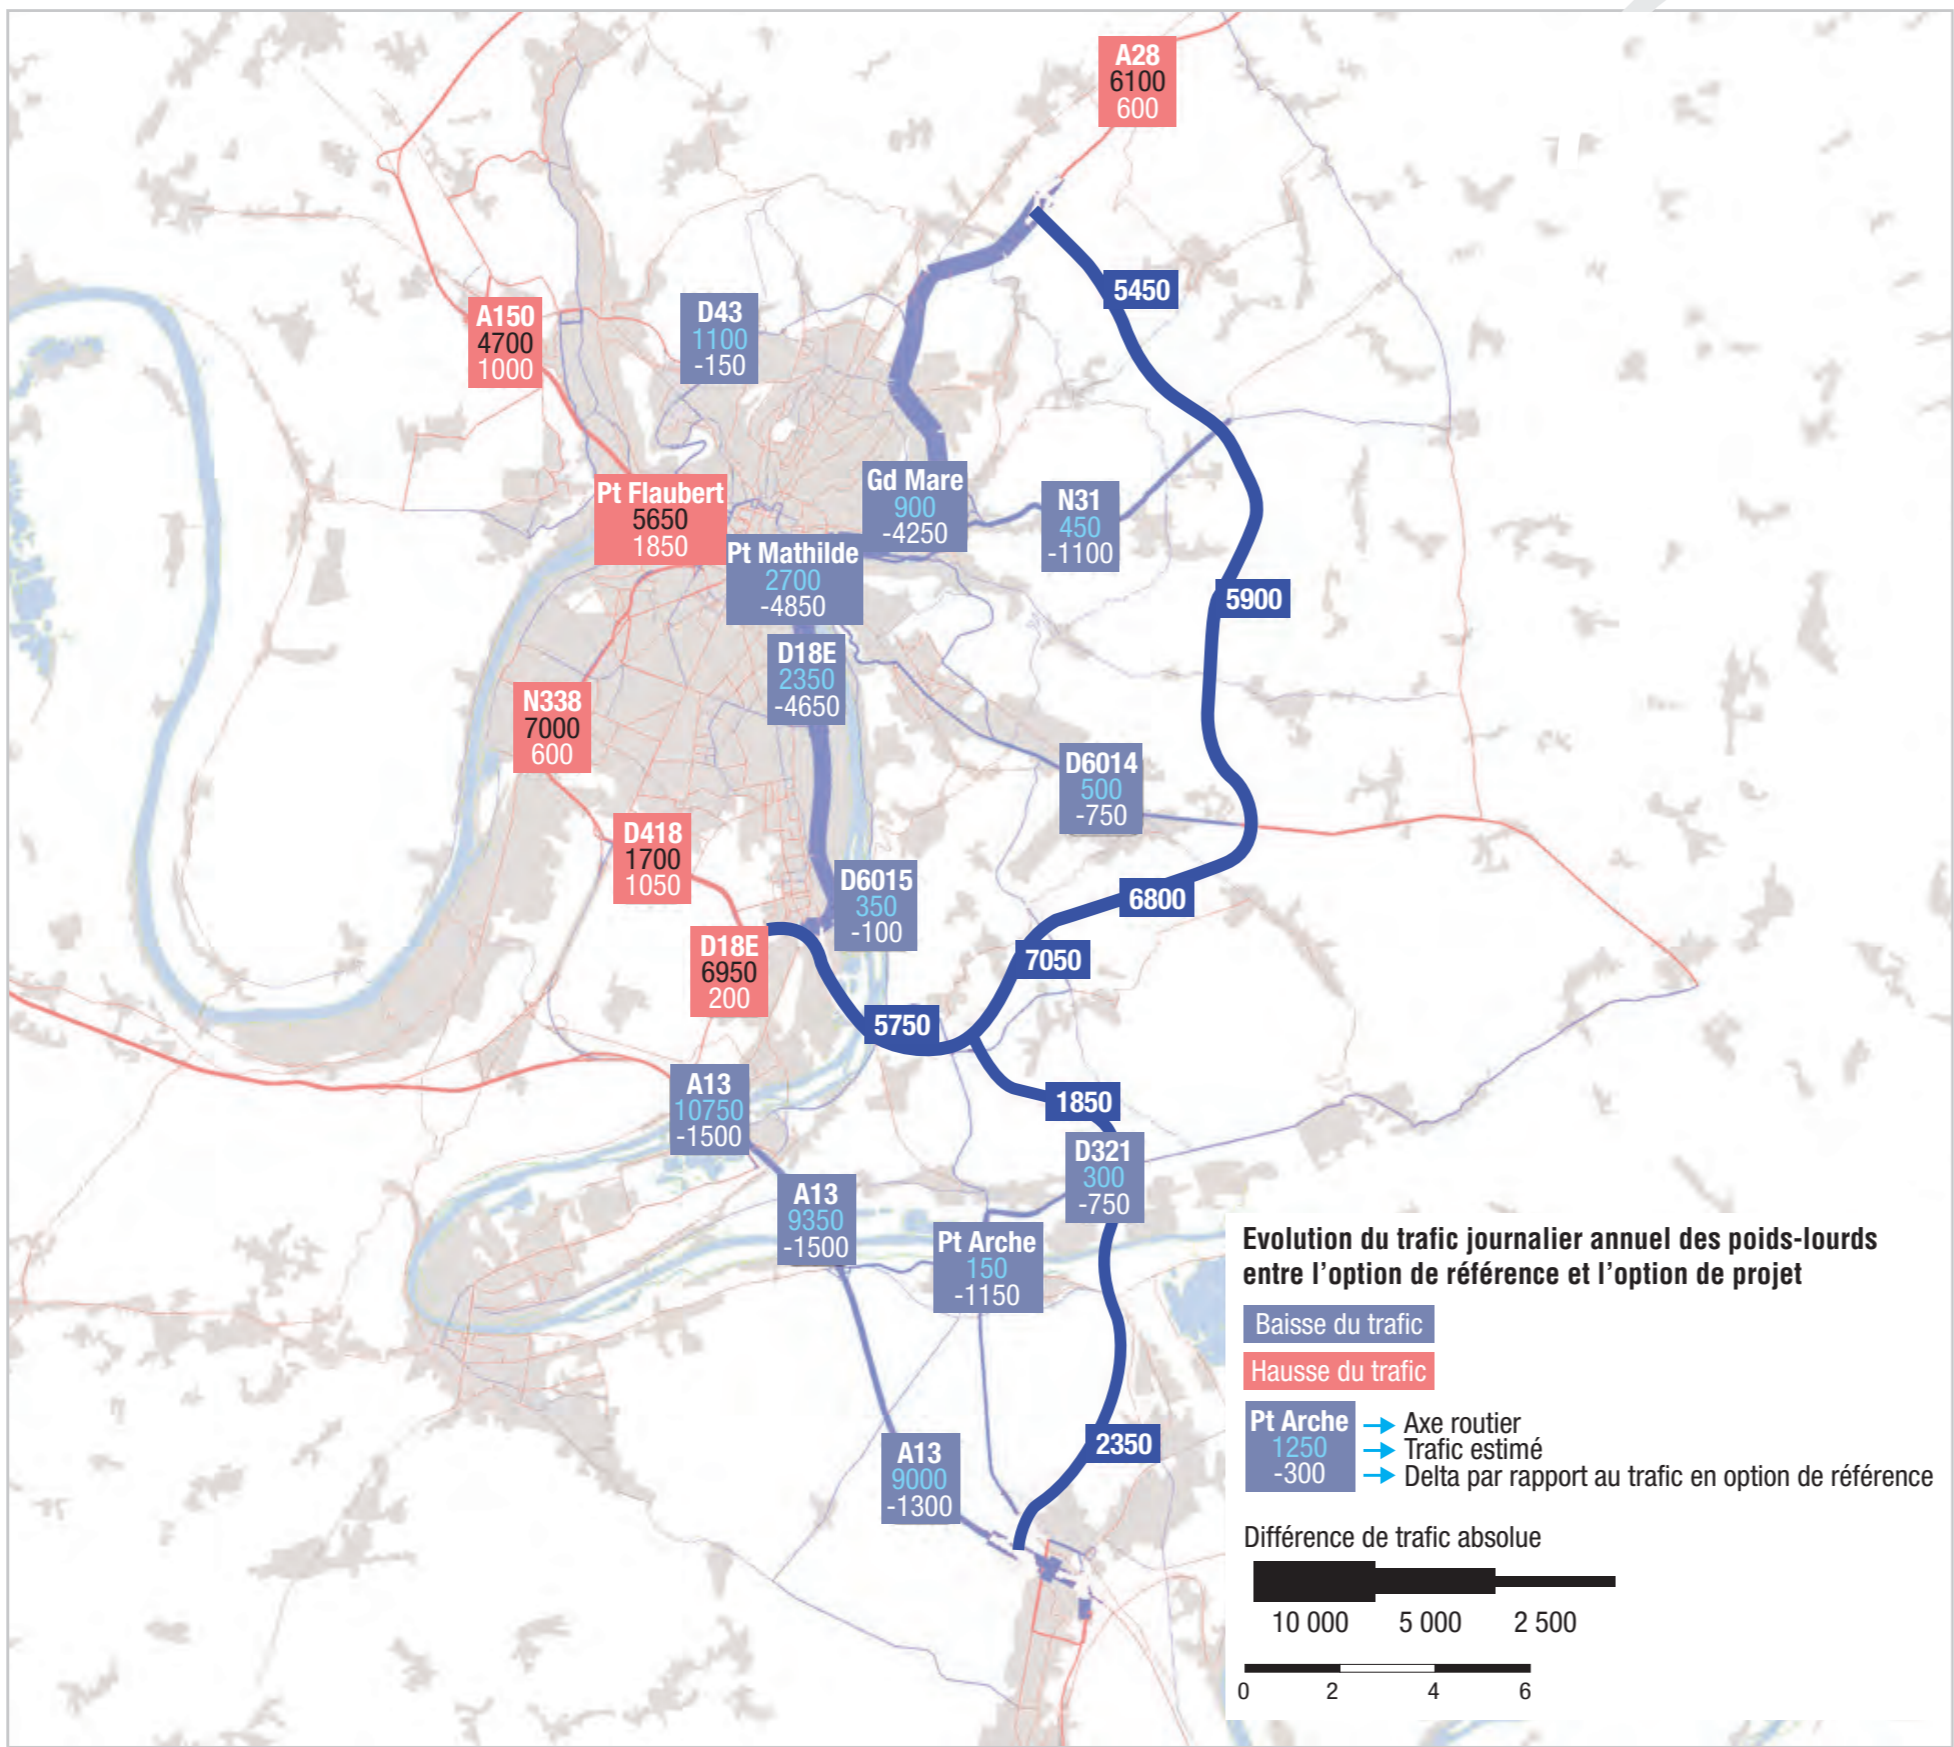 A28
6100
600
5450
A150
4700
1000
D43
1100
-150
Pt Flaubert
5650
1850
Gd Mare
900
-4250
N31
450
-1100
Pt Mathilde
2700
-4850
5900
D18E
2350
-4650
N338
7000
600
D6014
500
-750
D418
1700
1050
D6015
350
-100
6800
D18E
6950
200
7050
5750
A13
10750
-1500
1850
D321
300
-750
A13
9350
-1500
Pt Arche
150
-1150
A13
9000
-1300
2350
Evolution du trafic journalier annuel des poids-lourds
entre l'option de référence et l'option de projet
Baisse du trafic
Hausse du trafic
Pt Arche
1250
-300
Axe routier
Trafic estimé
Delta par rapport au trafic en option de référence
Différence de trafic absolue
10 000 5 000 2 500
0 2 4 6